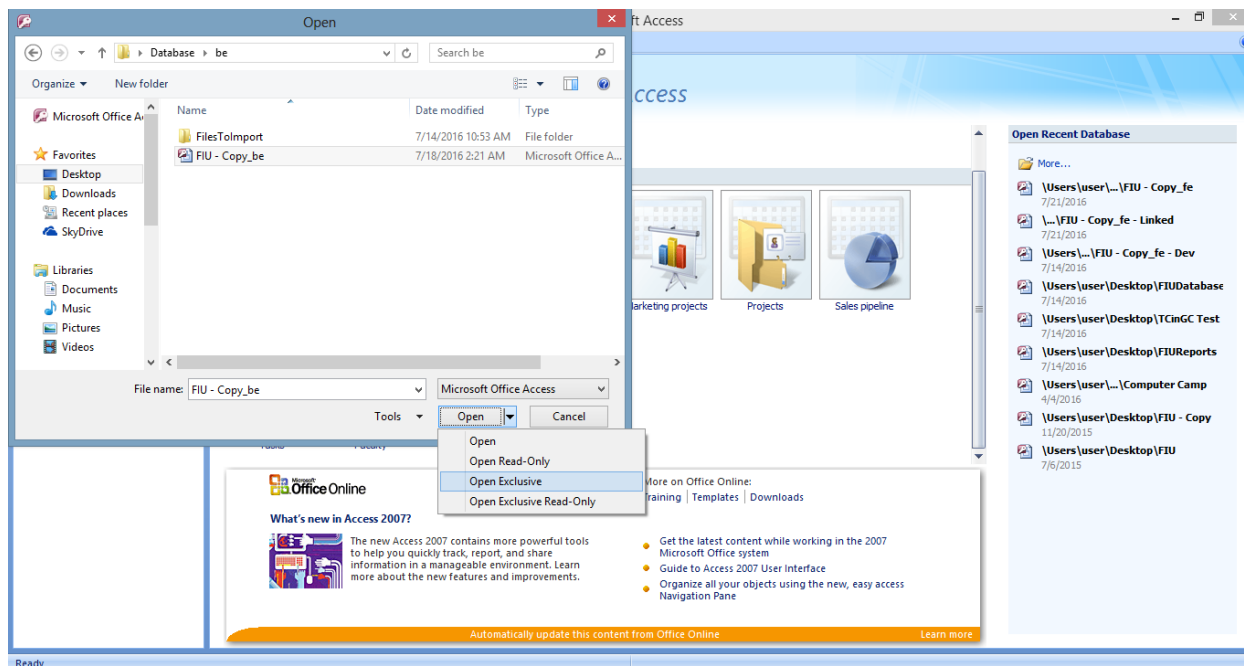 Open
ft Access
Database be
Search be
Organize
New folder
ccess
Microsoft Office A
Name
Date modified
Type
FilesToImport
7/14/2016 10:53 AM
File folder
FIU - Copy_be
7/18/2016 2:21 AM
Microsoft Office A...
Favorites
Desktop
Downloads
Recent places
SkyDrive
Libraries
Documents
Music
Pictures
Videos
File name:
FIU - Copy_be
Microsoft Office Access
Tools
Open
Cancel
Open
Open Read-Only
Open Exclusive
Open Exclusive Read-Only
arketing projects
Projects
Sales pipeline
Open Recent Database
More...
\Users\user\...\FIU - Copy_fe
7/21/2016
\...\FIU - Copy_fe - Linked
7/21/2016
\Users\...\FIU - Copy_fe - Dev
7/14/2016
\Users\user\Desktop\FIUDatabase
7/14/2016
\Users\user\Desktop\TCinGC Test
7/14/2016
\Users\user\Desktop\FIUReports
7/14/2016
\Users\user\...\Computer Camp
4/4/2016
\Users\user\Desktop\FIU - Copy
11/20/2015
\Users\user\Desktop\FIU
7/6/2015
Microsoft
Office Online
What's new in Access 2007?
The new Access 2007 contains more powerful tools
to help you quickly track, report, and share
information in a manageable environment. Learn
more about the new features and improvements.
More on Office Online:
Training | Templates | Downloads
Get the latest content while working in the 2007
Microsoft Office system
Guide to Access 2007 User Interface
Organize all your objects using the new, easy access
Navigation Pane
Automatically update this content from Office Online
Learn more
Ready